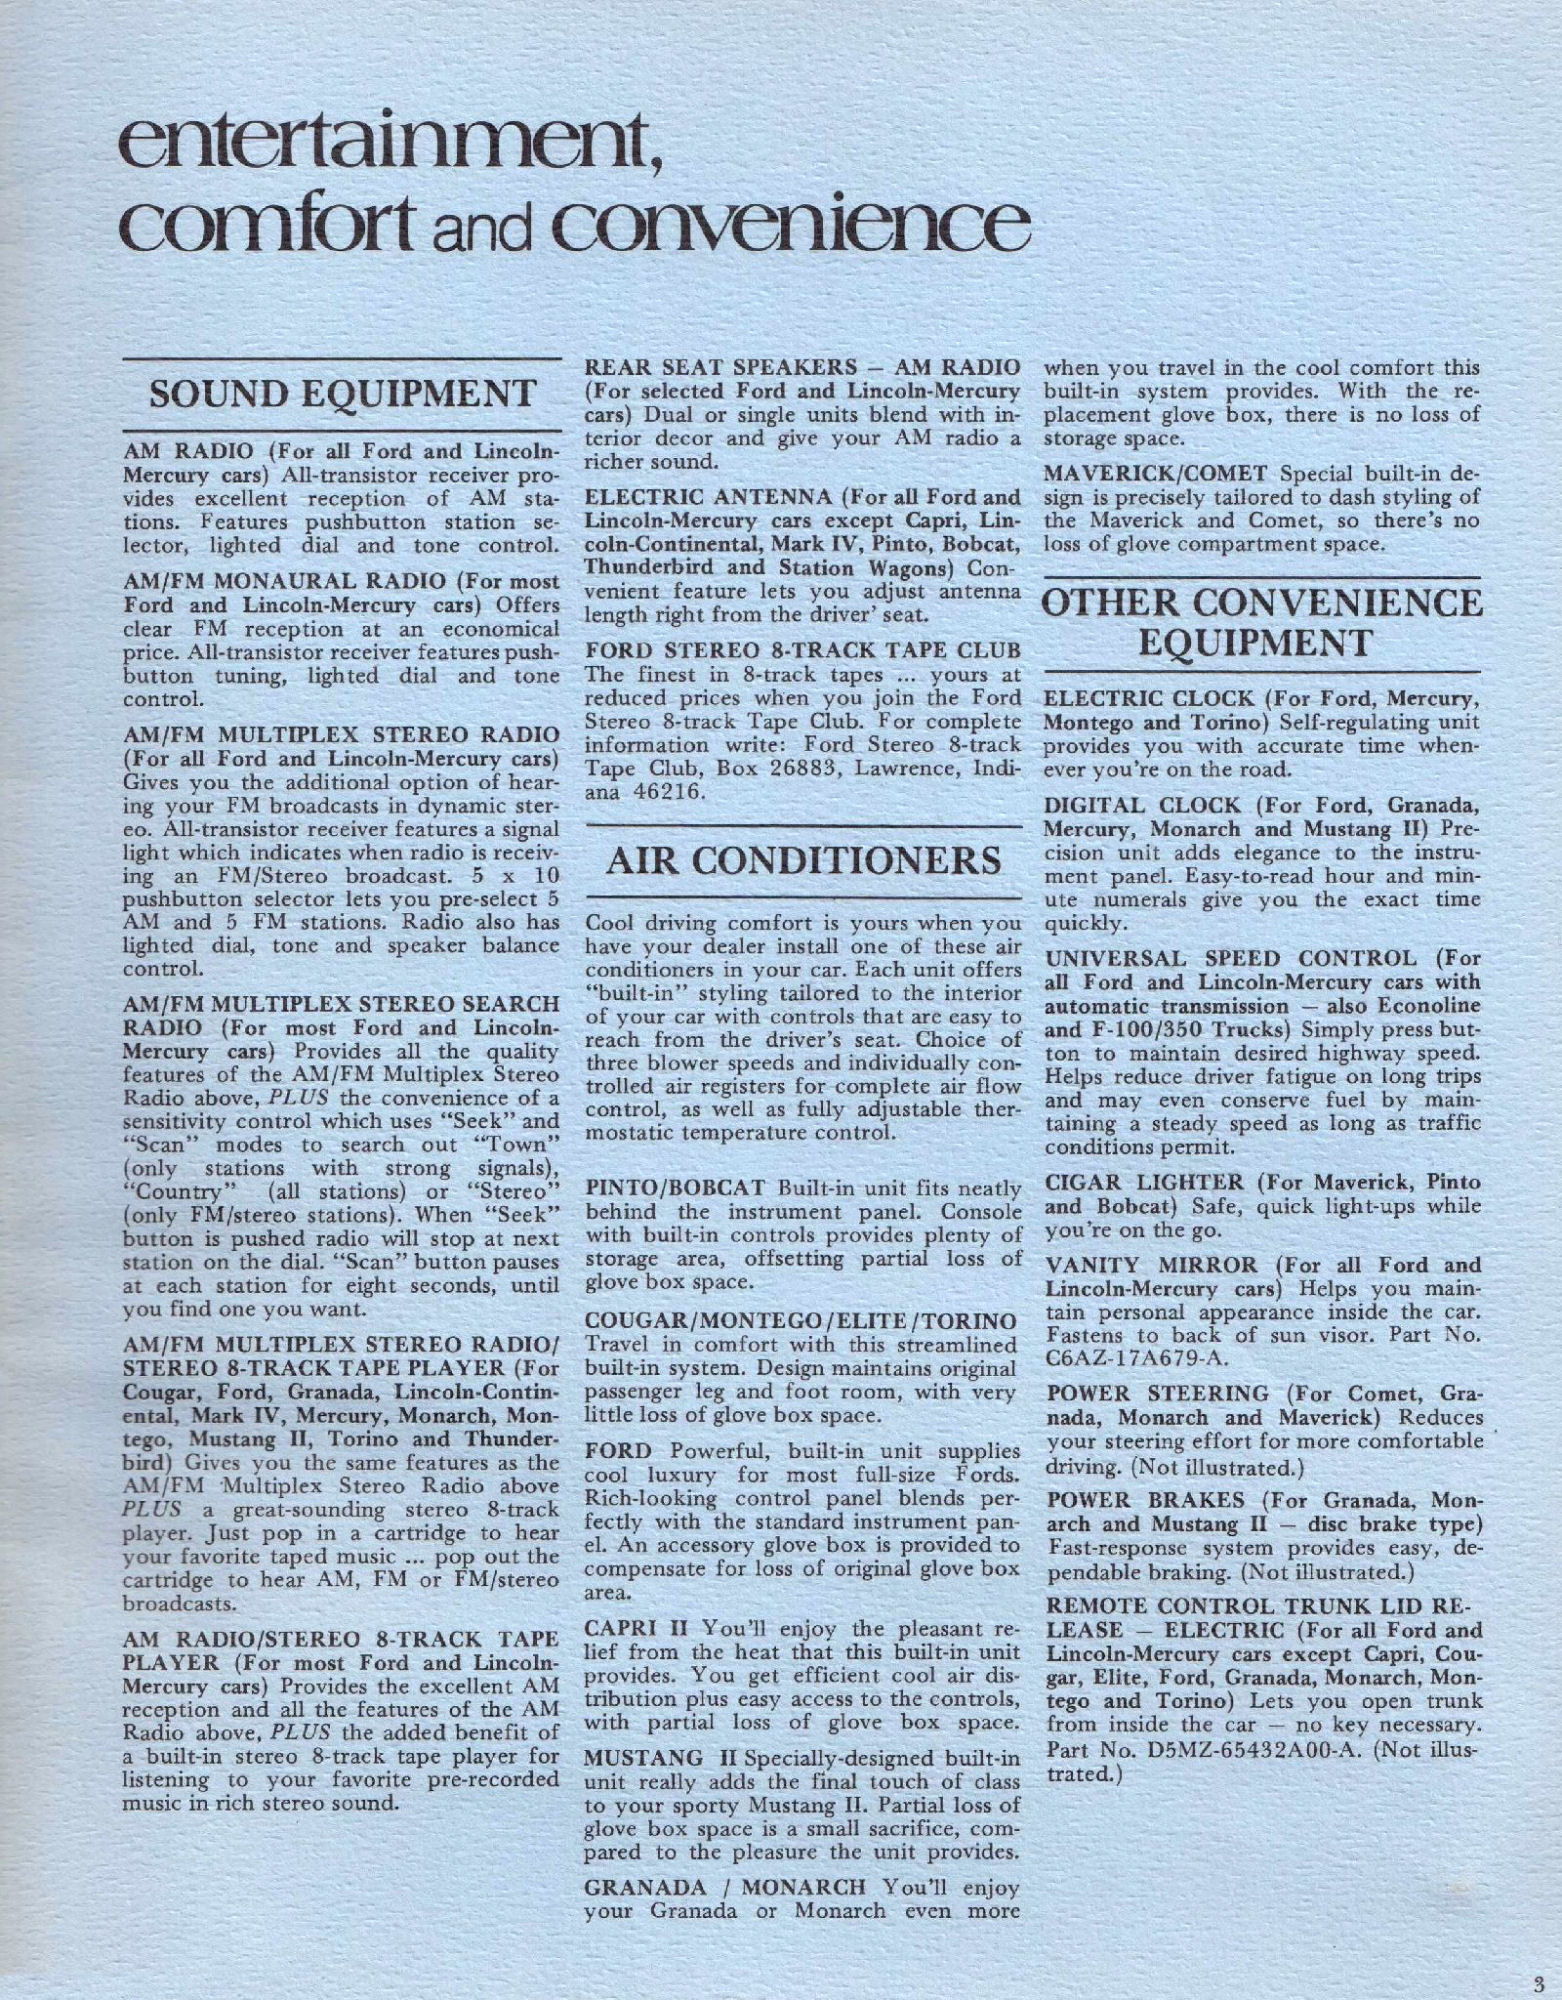 entertainment,
comfort and convenience
SOUND EQUIPMENT
AM RADIO (For all Ford and Lincoln-
Mercury cars) All-transistor receiver pro-
vides excellent reception of AM sta-
tions. Features pushbutton station se-
lector, lighted dial and tone control.
AM/FM MONAURAL RADIO (For most
Ford and Lincoln-Mercury cars) Offers
clear FM reception at an economical
price. All-transistor receiver features push-
button tuning, lighted dial and tone
control.
AM/FM MULTIPLEX STEREO RADIO
(For all Ford and Lincoln-Mercury cars)
Gives you the additional option of hear-
ing your FM broadcasts in dynamic ster-
eo. All-transistor receiver features a signal
light which indicates when radio is receiv-
ing an FM/Stereo broadcast. 5 x 10
pushbutton selector lets you pre-select 5
AM and 5 FM stations. Radio also has
lighted dial, tone and speaker balance
control.
AM/FM MULTIPLEX STEREO SEARCH
RADIO (For most Ford and Lincoln-
Mercury cars) Provides all the quality
features of the AM/FM Multiplex Stereo
Radio above, PLUS the convenience of a
sensitivity control which uses “Seek” and
“Scan” modes to search out “Town”
(only stations with strong signals),
“Country” (all stations) or “Stereo”
(only FM/stereo stations). When “Seek”
button is pushed radio will stop at next
station on the dial. “Scan” button pauses
at each station for eight seconds, until
you find one you want.
AM/FM MULTIPLEX STEREO RADIO/
STEREO 8-TRACK TAPE PLAYER (For
Cougar, Ford, Granada, Lincoln-Contin-
ental, Mark IV, Mercury, Monarch, Mon-
tego, Mustang II, Torino and Thunder-
bird) Gives you the same features as the
AM/FM Multiplex Stereo Radio above
PLUS a great-sounding stereo 8-track
player. Just pop in a cartridge to hear
your favorite taped music ... pop out the
cartridge to hear AM, FM or FM/stereo
broadcasts.
AM RADIO/STEREO 8-TRACK TAPE
PLAYER (For most Ford and Lincoln-
Mercury cars) Provides the excellent AM
reception and all the features of the AM
Radio above, PLUS the added benefit of
a built-in stereo 8-track tape player for
listening to your favorite pre-recorded
music in rich stereo sound.
REAR SEAT SPEAKERS — AM RADIO
(For selected Ford and Lincoln-Mercury
cars) Dual or single units blend with in-
terior decor and give your AM radio a
richer sound.
ELECTRIC ANTENNA (For all Ford and
Lincoln-Mercury cars except Capri, Lin-
coln-Continental, Mark IV, Pinto, Bobcat,
Thunderbird and Station Wagons) Con-
venient feature lets you adjust antenna
length right from the driver’ seat.
FORD STEREO 8-TRACK TAPE CLUB
The finest in 8-track tapes ... yours at
reduced prices when you join the Ford
Stereo 8-track Tape Club. For complete
information write: Ford Stereo 8-track
Tape Club, Box 26883, Lawrence, Indi-
ana 46216.
AIR CONDITIONERS
Cool driving comfort is yours when you
have your dealer install one of these air
conditioners in your car. Each unit offers
“built-in” styling tailored to the interior
of your car with controls that are easy to
reach from the driver’s seat. Choice of
three blower speeds and individually con-
trolled air registers for complete air flow
control, as well as fully adjustable ther-
mostatic temperature control.
PINTO/BOBCAT Built-in unit fits neatly
behind the instrument panel. Console
with built-in controls provides plenty of
storage area, offsetting partial loss of
glove box space.
COUGAR/MONTEGO/ELITE/TORINO
Travel in comfort with this streamlined
built-in system. Design maintains original
passenger leg and foot room, with very
little loss of glove box space.
FORD Powerful, built-in unit supplies
cool luxury for most full-size Fords.
Rich-looking control panel blends per-
fectly with the standard instrument pan-
el. An accessory glove box is provided to
compensate for loss of original glove box
area.
CAPRI II You’ll enjoy the pleasant re-
lief from the heat that this built-in unit
provides. You get efficient cool air dis-
tribution plus easy access to the controls,
with partial loss of glove box space.
MUSTANG II Specially-designed built-in
unit really adds the final touch of class
to your sporty Mustang II. Partial loss of
glove box space is a small sacrifice, com-
pared to the pleasure the unit provides.
GRANADA / MONARCH You’ll enjoy
your Granada or Monarch even more
when you travel in the cool comfort this
built-in system provides. With the re-
placement glove box, there is no loss of
storage space.
MAVERICK/COMET Special built-in de-
sign is precisely tailored to dash styling of
the Maverick and Comet, so there’s no
loss of glove compartment space.
OTHER CONVENIENCE
EQUIPMENT
ELECTRIC CLOCK (For Ford, Mercury,
Montego and Torino) Self-regulating unit
provides you with accurate time when-
ever you’re on the road.
DIGITAL CLOCK (For Ford, Granada,
Mercury, Monarch and Mustang II) Pre-
cision unit adds elegance to the instru-
ment panel. Easy-to-read hour and min-
ute numerals give you the exact time
quickly.
UNIVERSAL SPEED CONTROL (For
all Ford and Lincoln-Mercury cars with
automatic transmission — also Econoline
and F-100/350 Trucks) Simply press but-
ton to maintain desired highway speed.
Helps reduce driver fatigue on long trips
and may even conserve fuel by main-
taining a steady speed as long as traffic
conditions permit.
CIGAR LIGHTER (For Maverick, Pinto
and Bobcat) Safe, quick light-ups while
you’re on the go.
VANITY MIRROR (For all Ford and
Lincoln-Mercury cars) Helps you main-
tain personal appearance inside the car.
Fastens to back of sun visor. Part No.
C6AZ-17A679-A.
POWER STEERING (For Comet, Gra-
nada, Monarch and Maverick) Reduces
your steering effort for more comfortable
driving. (Not illustrated.)
POWER BRAKES (For Granada, Mon-
arch and Mustang II — disc brake type)
Fast-response system provides easy, de-
pendable braking. (Not illustrated.)
REMOTE CONTROL TRUNK LID RE-
LEASE — ELECTRIC (For all Ford and
Lincoln-Mercury cars except Capri, Cou-
gar, Elite, Ford, Granada, Monarch, Mon-
tego and Torino) Lets you open trunk
from inside the car — no key necessary.
Part No. D5MZ-65432A00-A. (Not illus-
trated.)
3